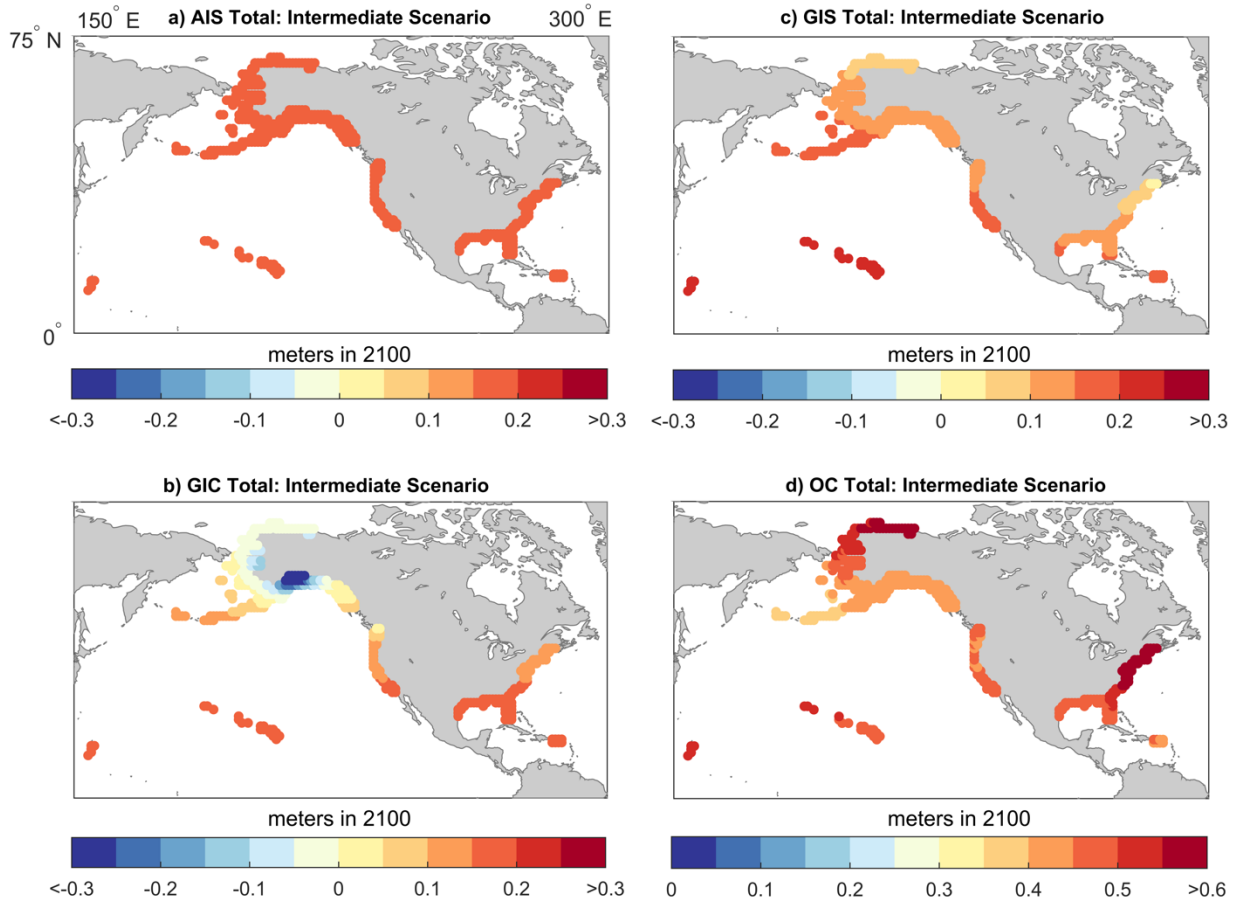 150° E
300° E
a) AIS Total: Intermediate Scenario
75° N
0°
meters in 2100
<-0.3 -0.2 -0.1 0 0.1 0.2 >0.3
c) GIS Total: Intermediate Scenario
meters in 2100
<-0.3 -0.2 -0.1 0 0.1 0.2 >0.3
b) GIC Total: Intermediate Scenario
meters in 2100
<-0.3 -0.2 -0.1 0 0.1 0.2 >0.3
d) OC Total: Intermediate Scenario
meters in 2100
0 0.1 0.2 0.3 0.4 0.5 >0.6